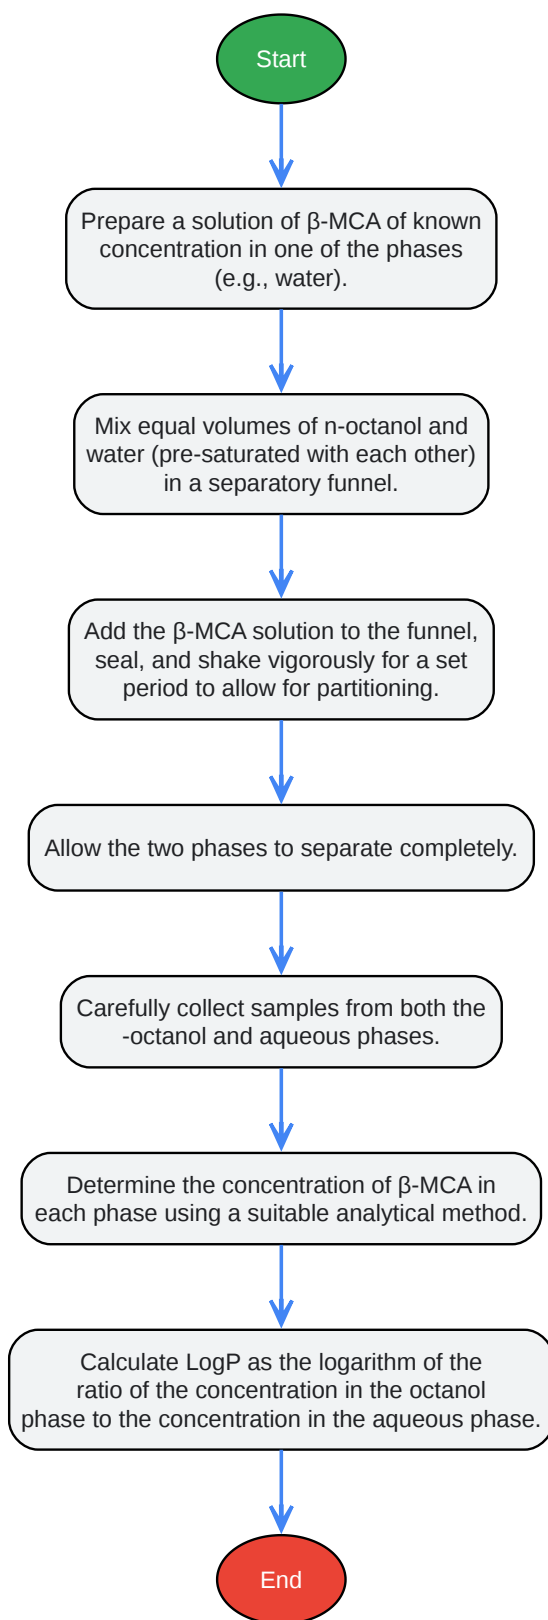 Start
Prepare a solution of β-MCA of known
concentration in one of the phases
(e.g., water).
Mix equal volumes of n-octanol and
water (pre-saturated with each other)
in a separatory funnel.
Add the β-MCA solution to the funnel,
seal, and shake vigorously for a set
period to allow for partitioning.
Allow the two phases to separate completely.
Carefully collect samples from both the
-octanol and aqueous phases.
Determine the concentration of β-MCA in
each phase using a suitable analytical method.
Calculate LogP as the logarithm of the
ratio of the concentration in the octanol
phase to the concentration in the aqueous phase.
End